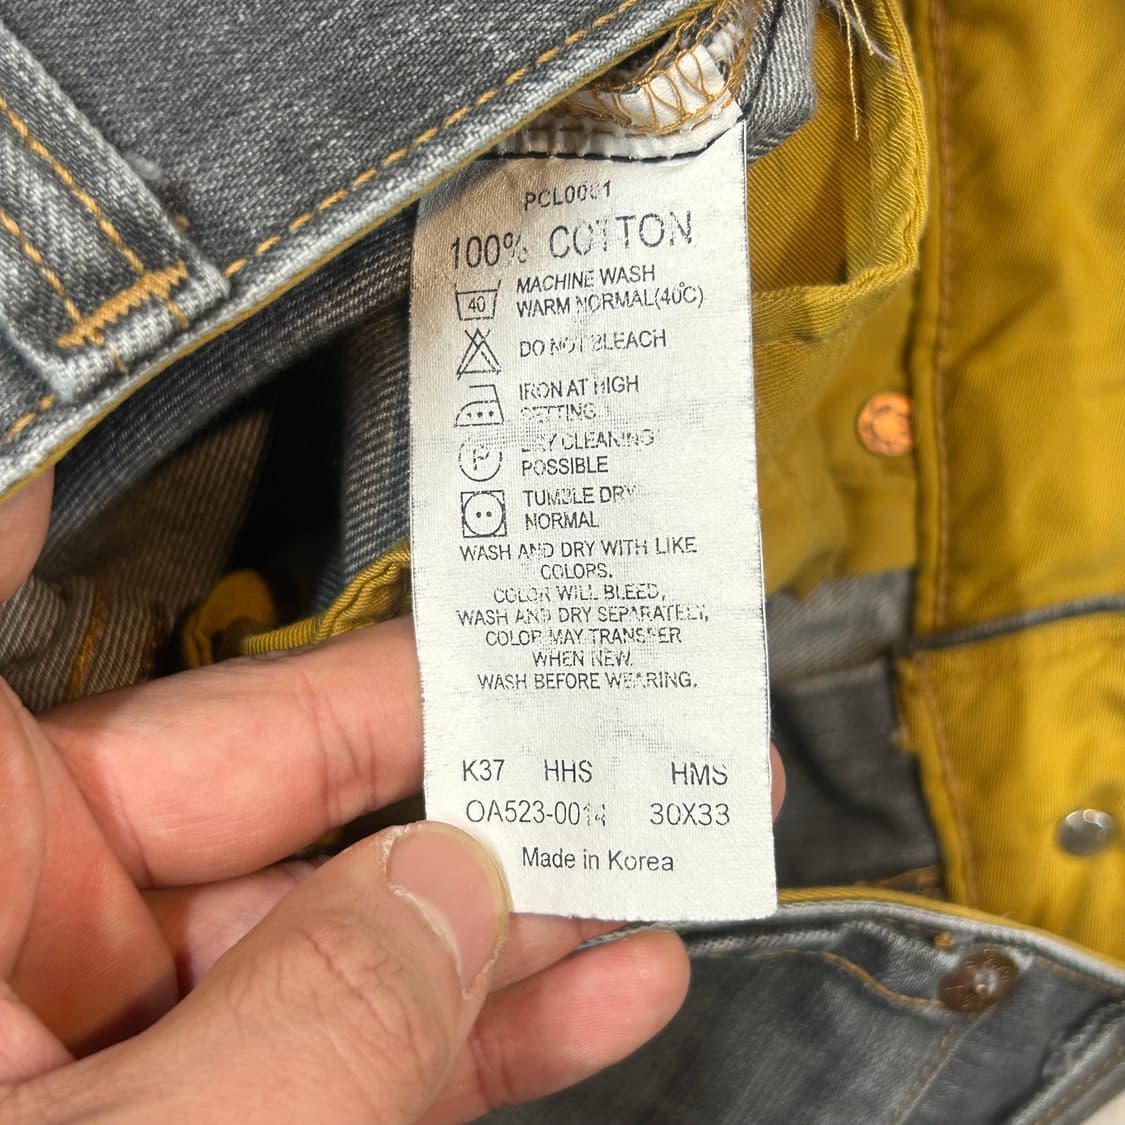 PCL0001
100% COTTON
40 MACHINE WASH
WARM NORMAL(40°C)
DO NOT BLEACH
IRON AT HIGH
SETTING.
P DRY CLEANING
POSSIBLE
TUMBLE DRY
NORMAL
WASH AND DRY WITH LIKE
COLORS.
COLOR WILL BLEED,
WASH AND DRY SEPARATELY,
COLOR MAY TRANSFER
WHEN NEW.
WASH BEFORE WEARING.
K37 HHS HMS
OA523-0014 30X33
Made in Korea